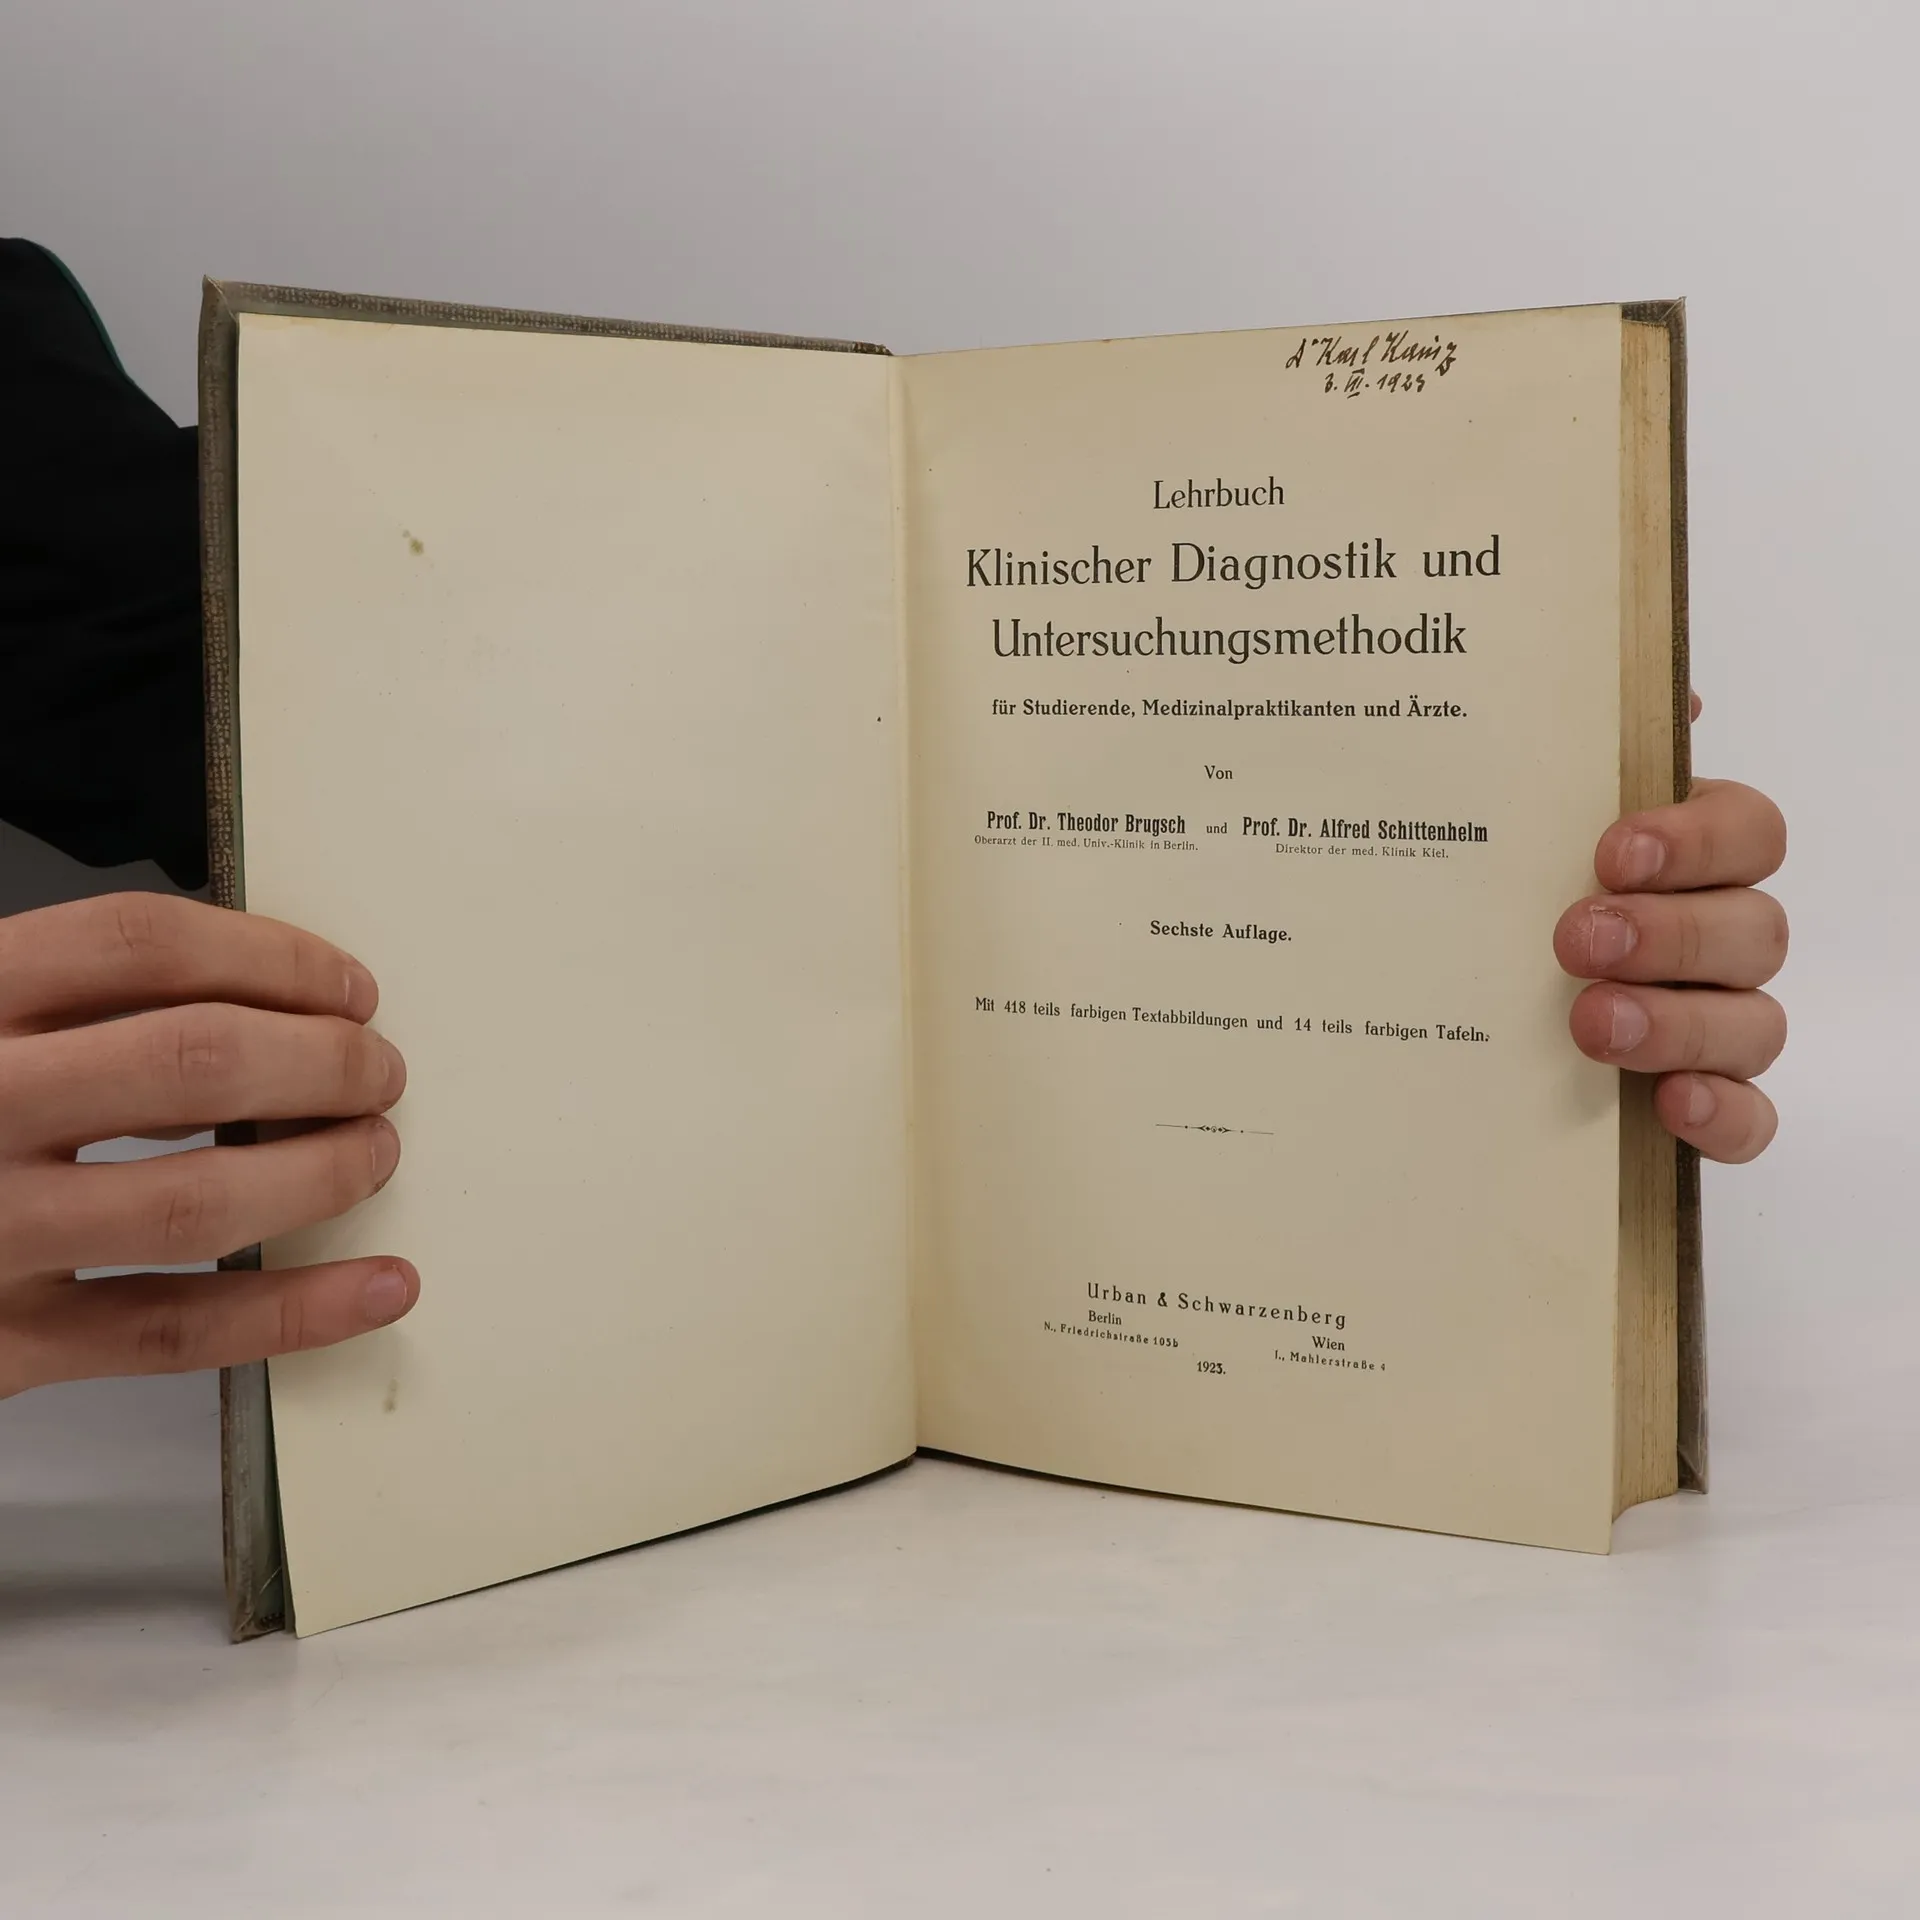 Dr Karl Kainz
3. VII. 1923
Lehrbuch
Klinischer Diagnostik und
Untersuchungsmethodik
für Studierende, Medizinalpraktikanten und Ärzte.
Von
Prof. Dr. Theodor Brugsch und Prof. Dr. Alfred Schittenhelm
Oberarzt der II. med. Univ.-Klinik in Berlin. Direktor der med. Klinik Kiel.
Sechste Auflage.
Mit 418 teils farbigen Textabbildungen und 14 teils farbigen Tafeln.
Urban & Schwarzenberg
Berlin Wien
N., Friedrichstraße 105b I., Mahlerstraße 4
1923.